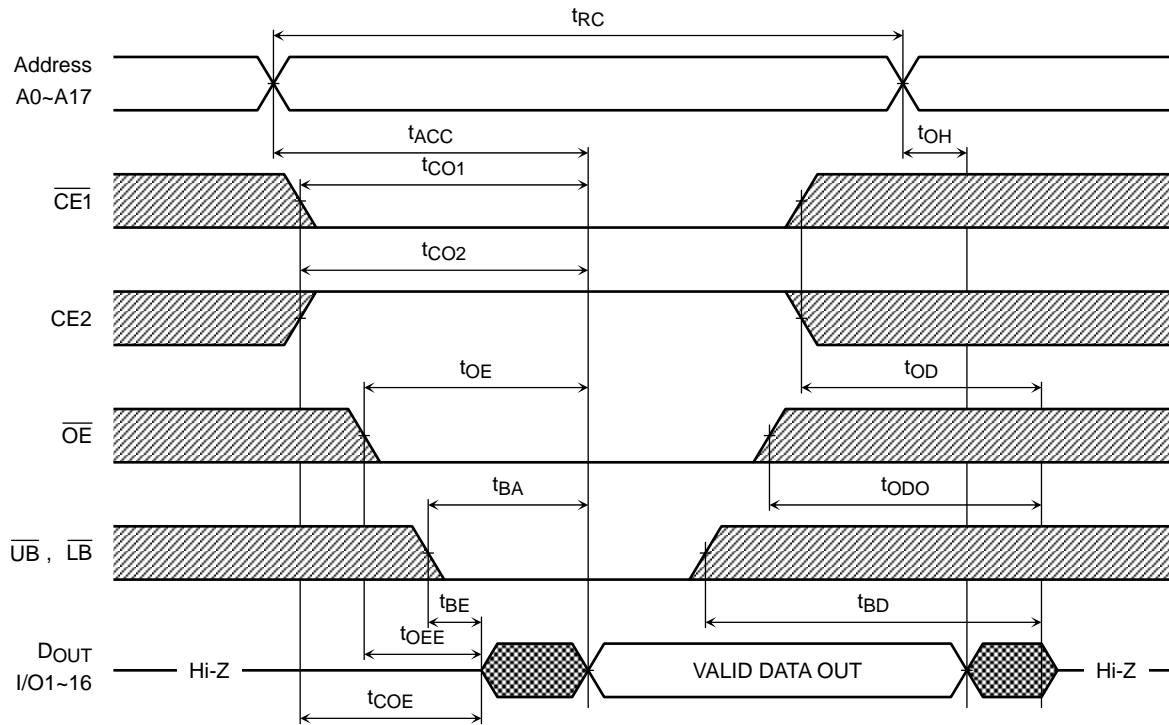 tRC
Address
A0~A17
tACC
tOH
tCO1
CE1
tCO2
CE2
tOE
tOD
OE
tBA
tODO
UB , LB
tBE
tBD
tOEE
DOUT
I/O1~16
Hi-Z
VALID DATA OUT
Hi-Z
tCOE